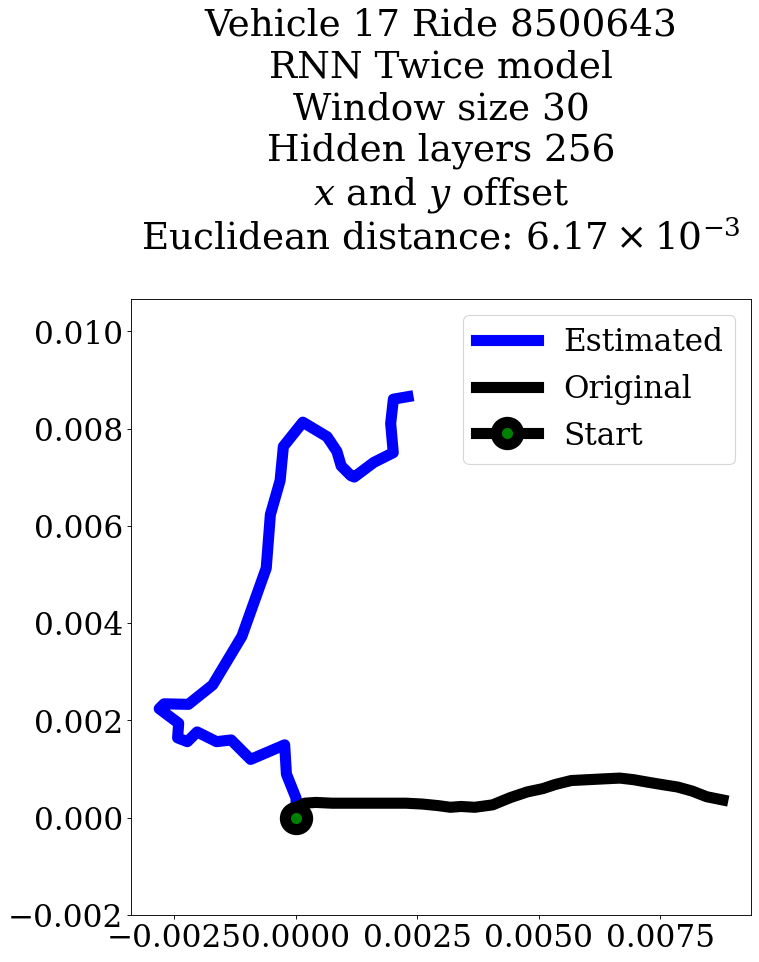 Vehicle 17 Ride 8500643
RNN Twice model
Window size 30
Hidden layers 256
x and y offset
Euclidean distance: 6.17 × 10⁻³
Estimated
Original
Start
0.010
0.008
0.006
0.004
0.002
0.000
−0.002
−0.0025 0.0000 0.0025 0.0050 0.0075